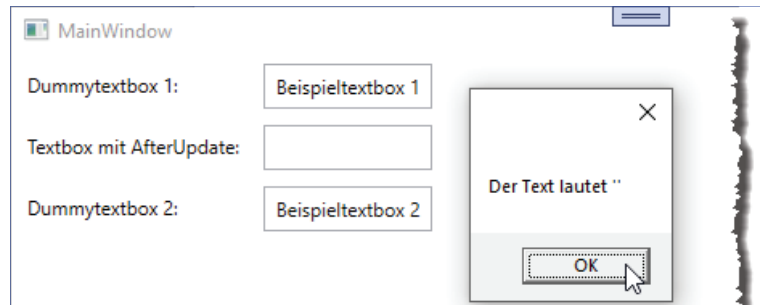 MainWindow
Dummytextbox 1: Beispieltextbox 1
Textbox mit AfterUpdate:
Dummytextbox 2: Beispieltextbox 2
Der Text lautet ''
OK